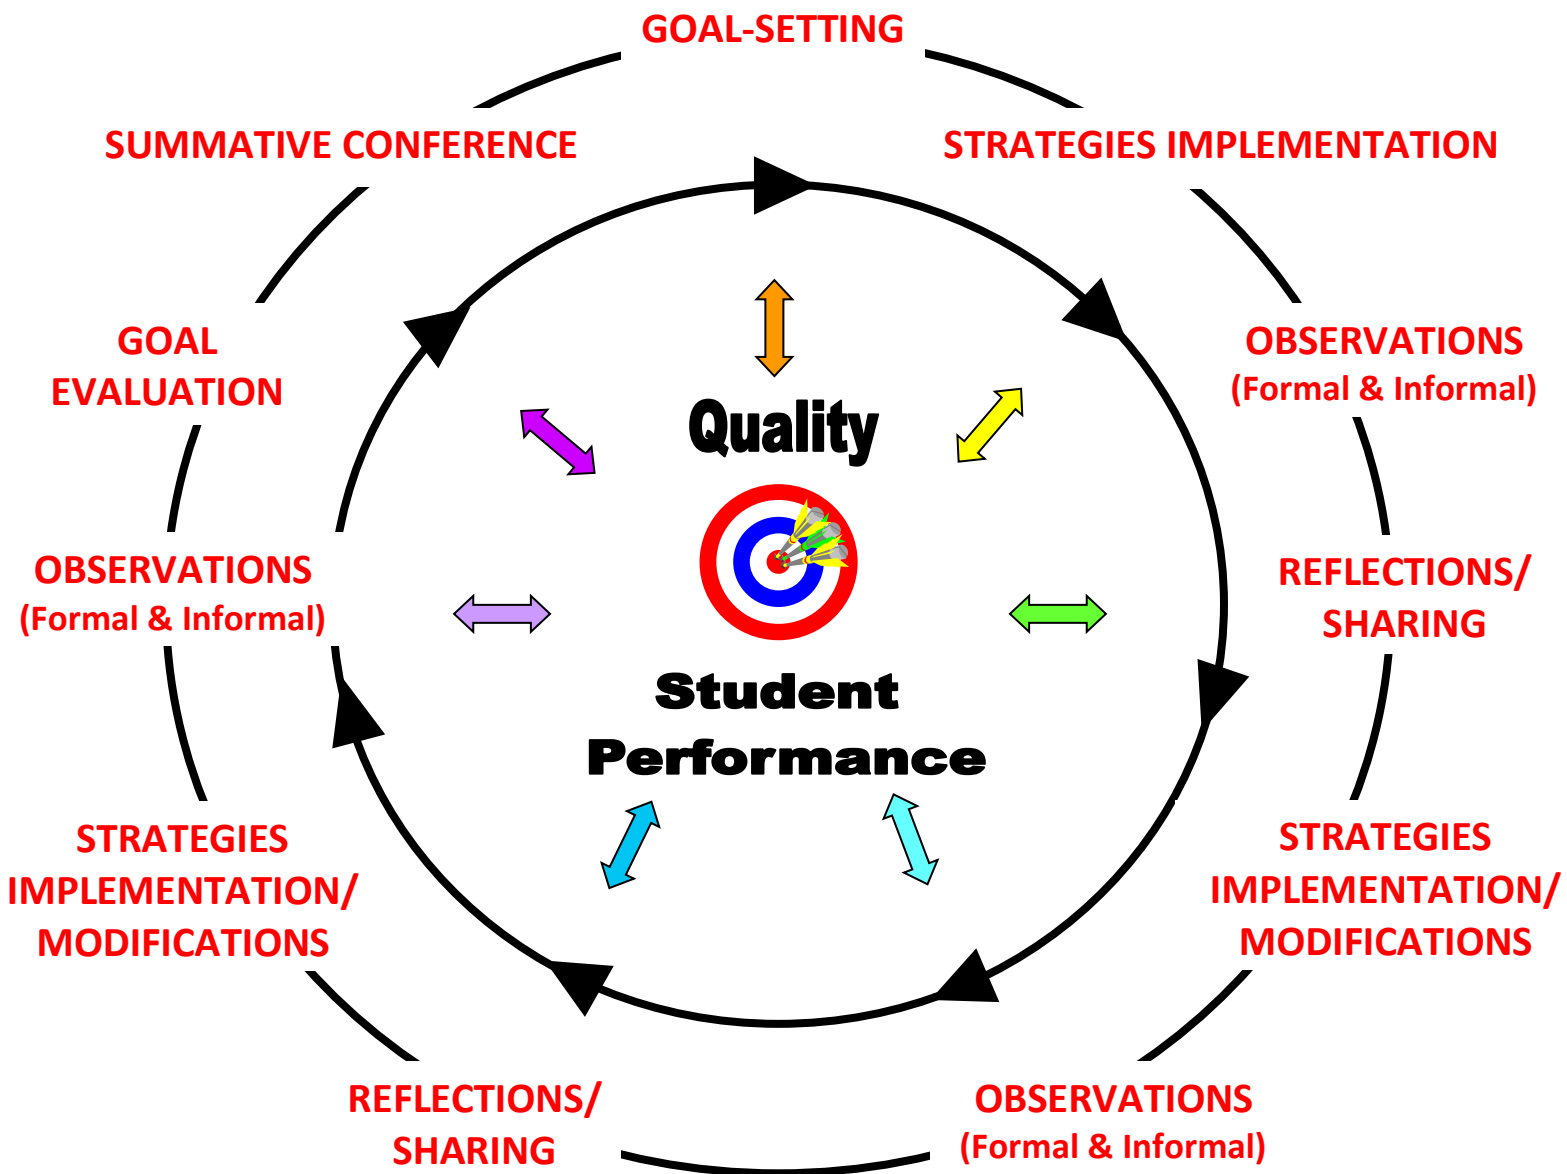 GOAL-SETTING
SUMMATIVE CONFERENCE
STRATEGIES IMPLEMENTATION
GOAL
EVALUATION
OBSERVATIONS
(Formal & Informal)
Quality
OBSERVATIONS
(Formal & Informal)
REFLECTIONS/
SHARING
Student
Performance
STRATEGIES
IMPLEMENTATION/
MODIFICATIONS
STRATEGIES
IMPLEMENTATION/
MODIFICATIONS
REFLECTIONS/
SHARING
OBSERVATIONS
(Formal & Informal)